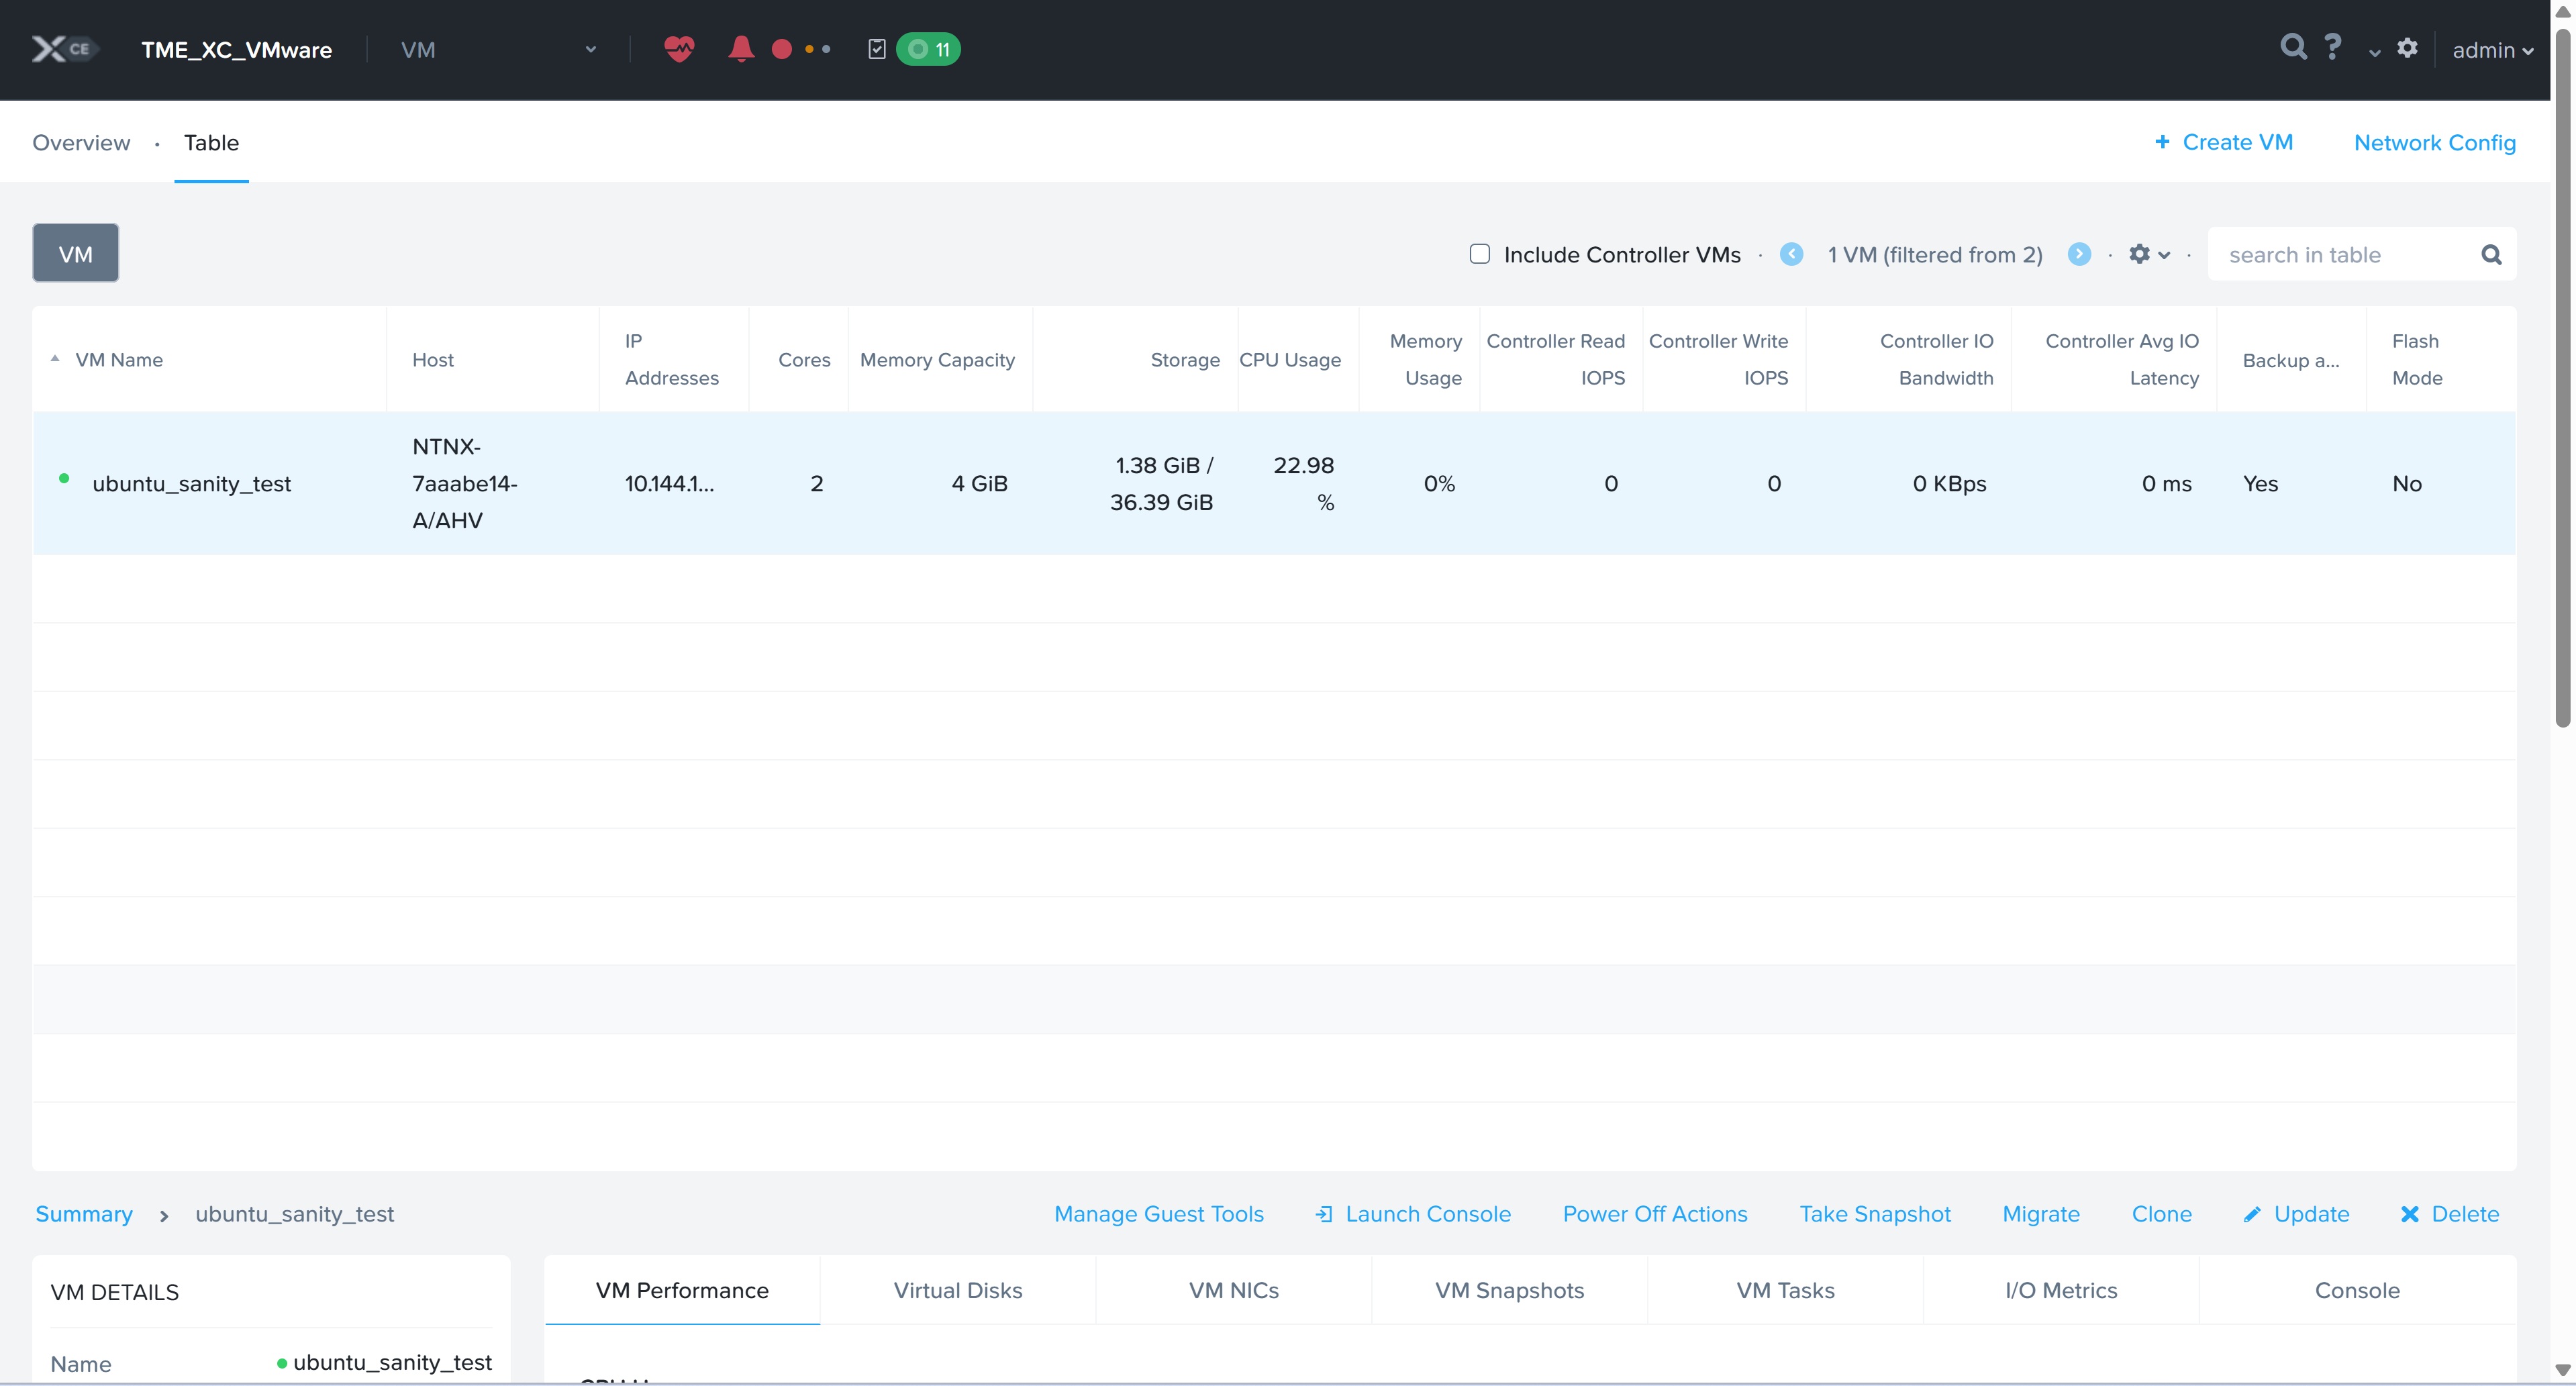 X CE TME_XC_VMware VM 11 ? admin
Overview · Table + Create VM Network Config
VM Include Controller VMs · 1 VM (filtered from 2) · · search in table
VM Name Host IP Addresses Cores Memory Capacity Storage CPU Usage Memory Usage Controller Read IOPS Controller Write IOPS Controller IO Bandwidth Controller Avg IO Latency Backup a... Flash Mode
ubuntu_sanity_test NTNX-7aaabe14-A/AHV 10.144.1... 2 4 GiB 1.38 GiB / 36.39 GiB 22.98 % 0% 0 0 0 KBps 0 ms Yes No
Summary > ubuntu_sanity_test Manage Guest Tools Launch Console Power Off Actions Take Snapshot Migrate Clone Update Delete
VM DETAILS
Name ubuntu_sanity_test
VM Performance Virtual Disks VM NICs VM Snapshots VM Tasks I/O Metrics Console